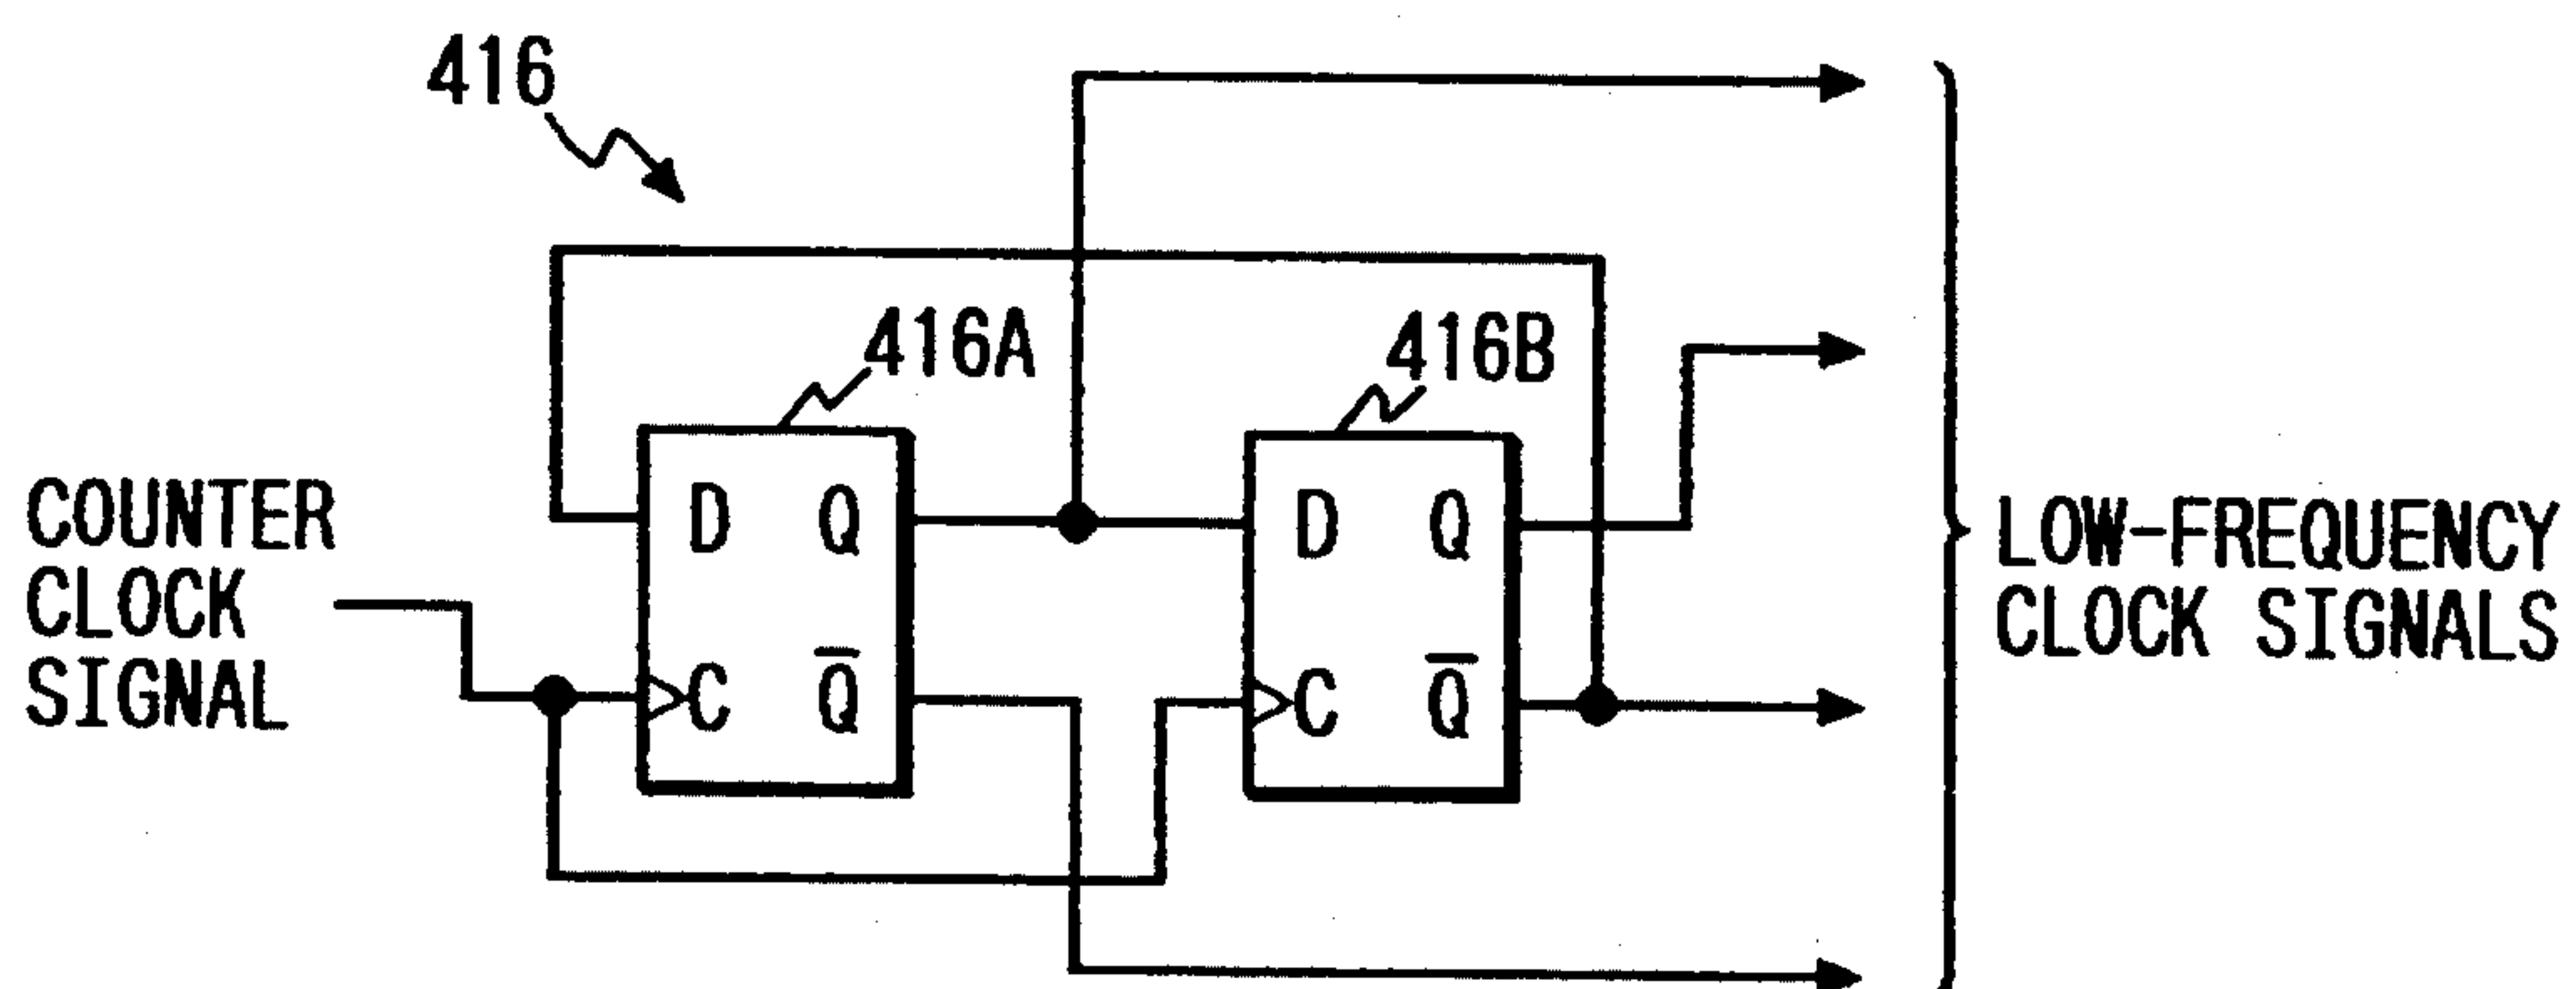 416
416A
416B
COUNTER
CLOCK
SIGNAL
D Q
C Q̅
D Q
C Q̅
LOW-FREQUENCY
CLOCK SIGNALS